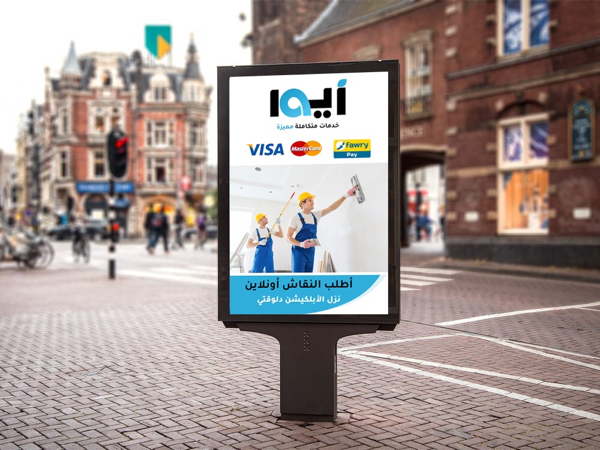 أيوا
خدمات متكاملة مميزة
VISA
MasterCard
fawry
Pay
أطلب النقاش أونلاين
نزل الأبلكيشن دلوقتي